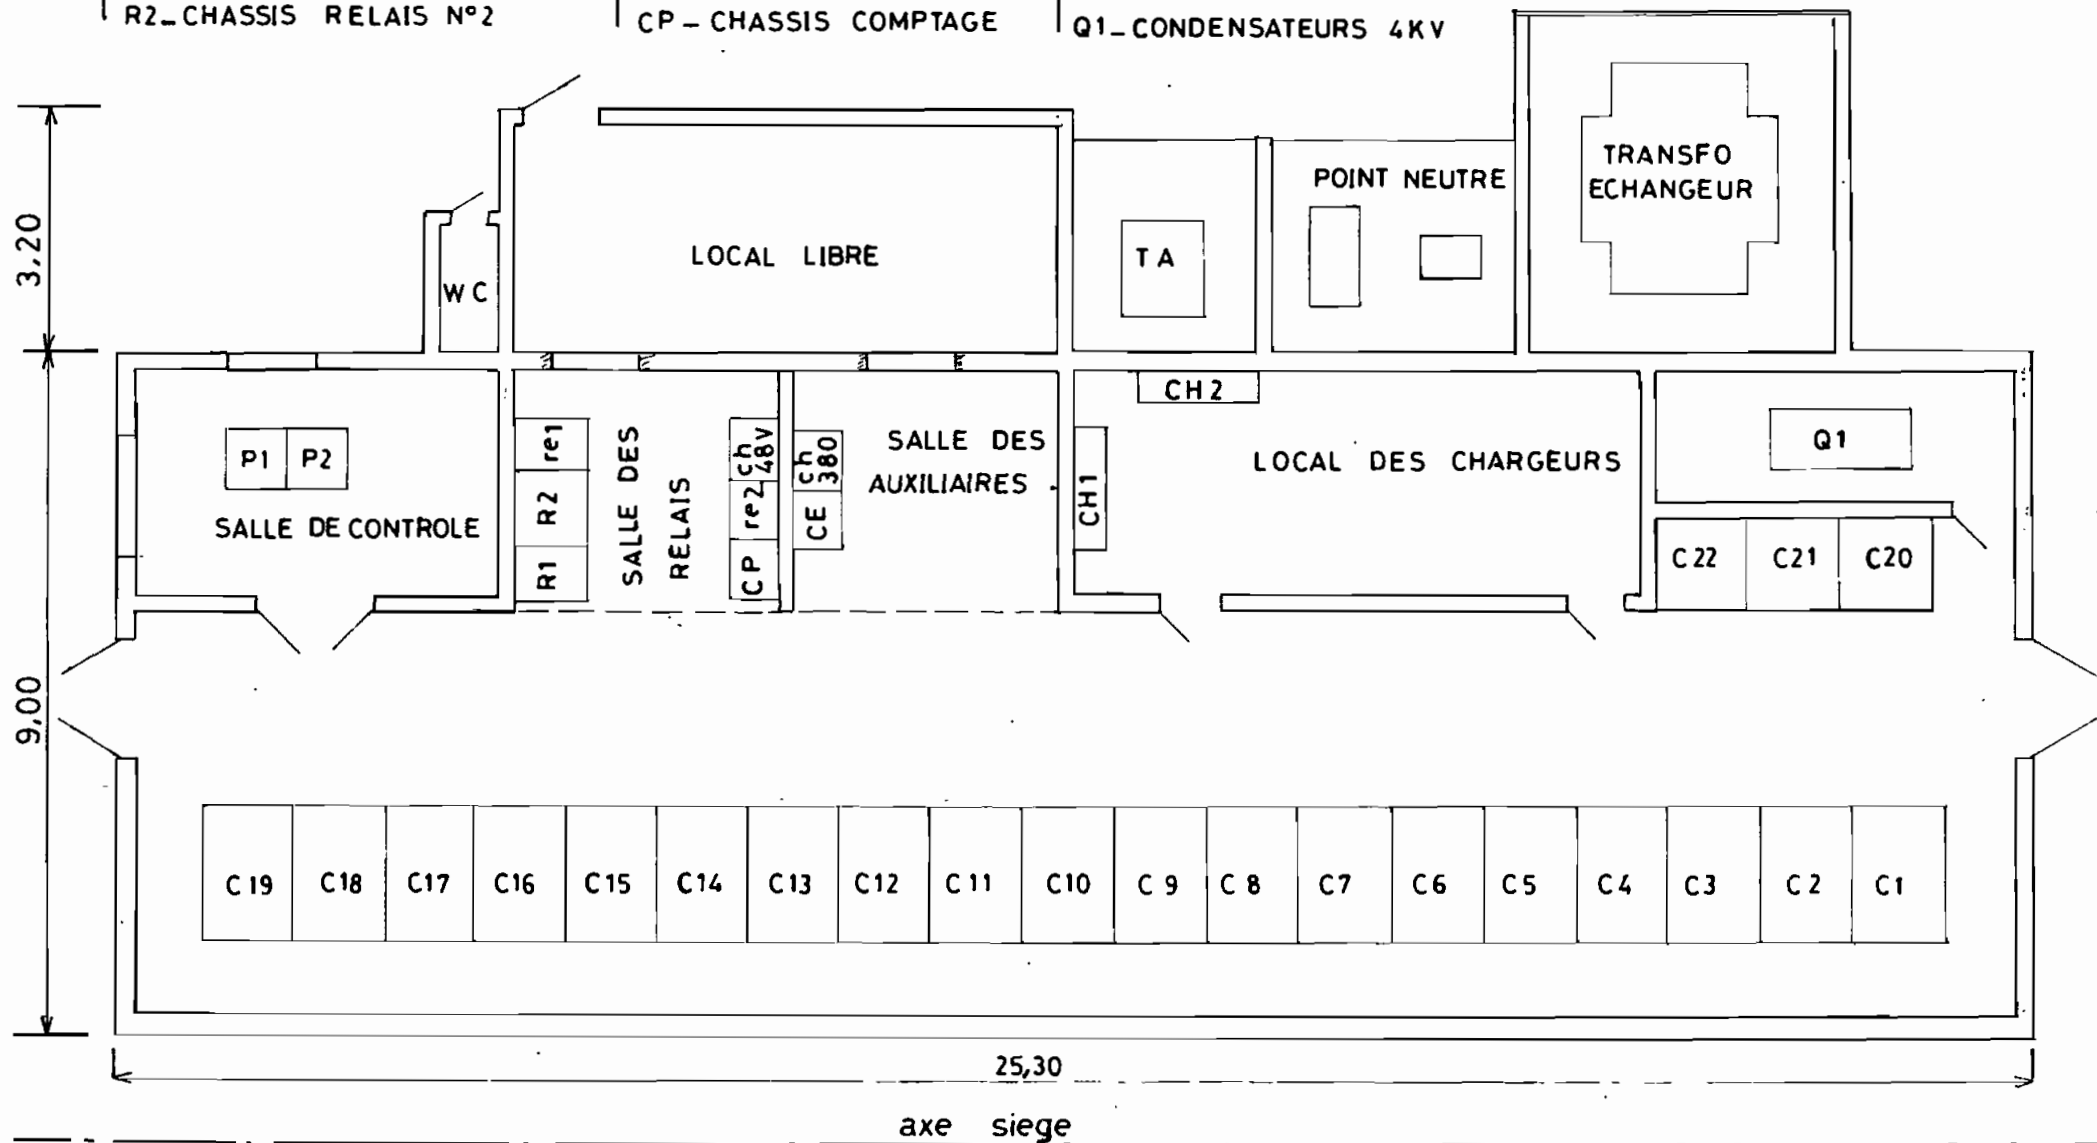 R2_CHASSIS RELAIS N°2
CP_CHASSIS COMPTAGE
Q1_CONDENSATEURS 4KV
3,20
9,00
WC
LOCAL LIBRE
TA
POINT NEUTRE
TRANSFO
ECHANGEUR
P1 P2
SALLE DE CONTROLE
re1
R2
R1
SALLE DES
RELAIS
ch
48V
re2
CP
ch
380
CE
SALLE DES
AUXILIAIRES
CH1
CH2
LOCAL DES CHARGEURS
Q1
C22 C21 C20
C19 C18 C17 C16 C15 C14 C13 C12 C11 C10 C9 C8 C7 C6 C5 C4 C3 C2 C1
25,30
axe siege